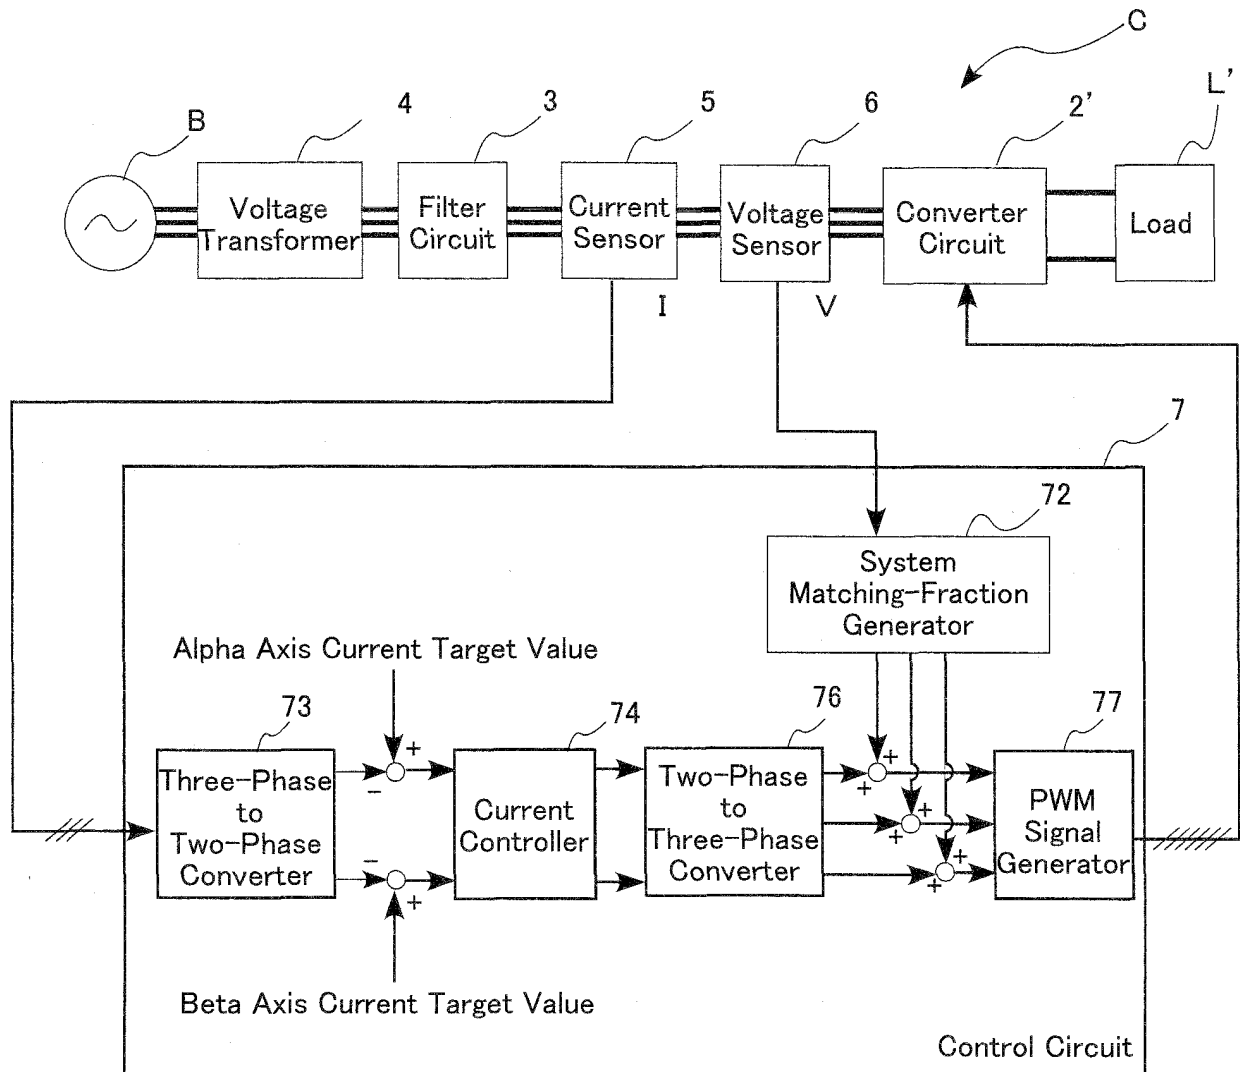 C
B
4
3
5
6
2'
L'
Voltage
Transformer
Filter
Circuit
Current
Sensor
Voltage
Sensor
Converter
Circuit
Load
I
V
7
72
System
Matching-Fraction
Generator
Alpha Axis Current Target Value
73
74
76
77
Three-Phase
to
Two-Phase
Converter
+
−
−
+
Current
Controller
Two-Phase
to
Three-Phase
Converter
+
+
+
+
+
+
PWM
Signal
Generator
Beta Axis Current Target Value
Control Circuit